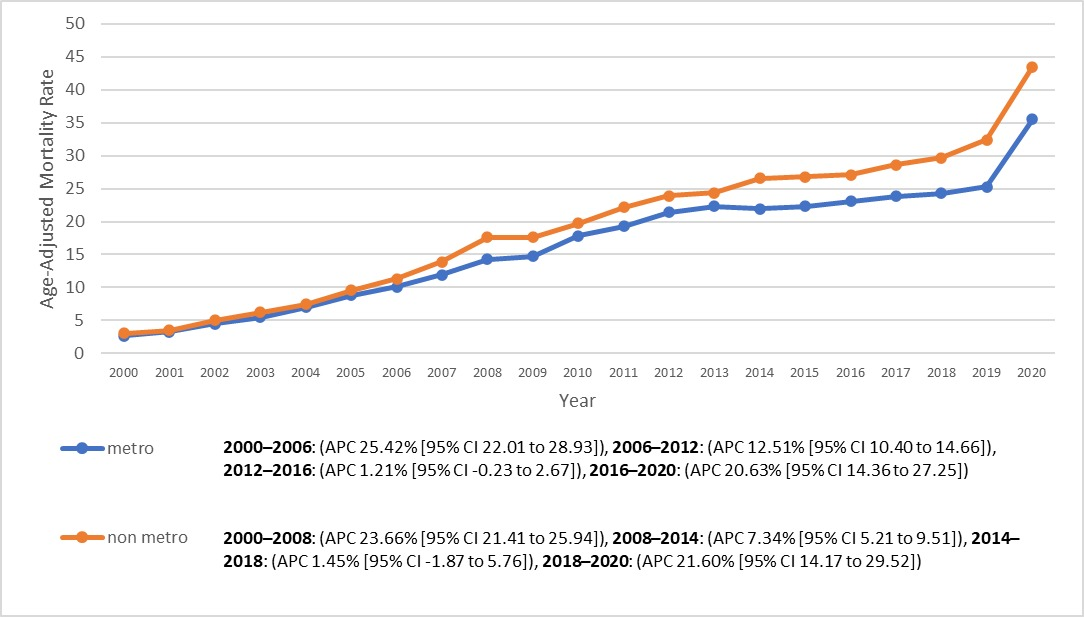 50
45
40
35
30
25
20
15
10
5
0
Age-Adjusted Mortality Rate
2000 2001 2002 2003 2004 2005 2006 2007 2008 2009 2010 2011 2012 2013 2014 2015 2016 2017 2018 2019 2020
Year
metro
2000–2006: (APC 25.42% [95% CI 22.01 to 28.93]), 2006–2012: (APC 12.51% [95% CI 10.40 to 14.66]),
2012–2016: (APC 1.21% [95% CI -0.23 to 2.67]), 2016–2020: (APC 20.63% [95% CI 14.36 to 27.25])
non metro
2000–2008: (APC 23.66% [95% CI 21.41 to 25.94]), 2008–2014: (APC 7.34% [95% CI 5.21 to 9.51]), 2014–
2018: (APC 1.45% [95% CI -1.87 to 5.76]), 2018–2020: (APC 21.60% [95% CI 14.17 to 29.52])